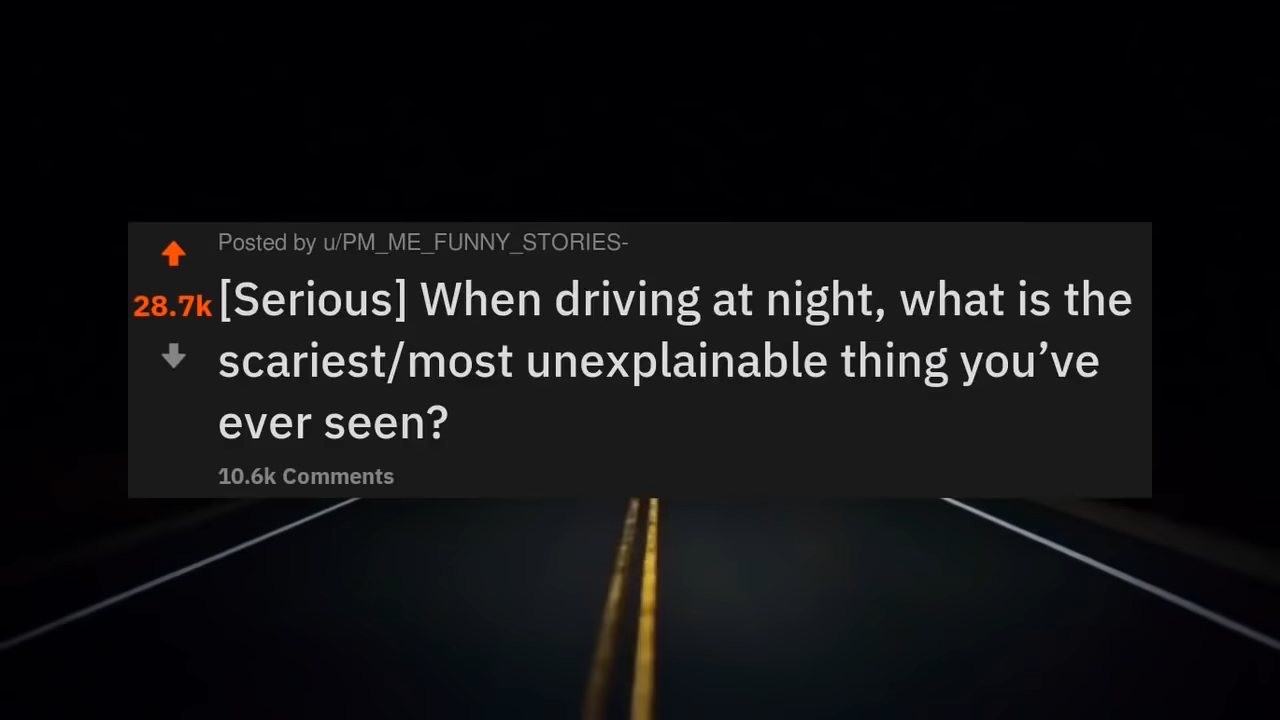 Posted by u/PM_ME_FUNNY_STORIES-
28.7k
[Serious] When driving at night, what is the
scariest/most unexplainable thing you’ve
ever seen?
10.6k Comments